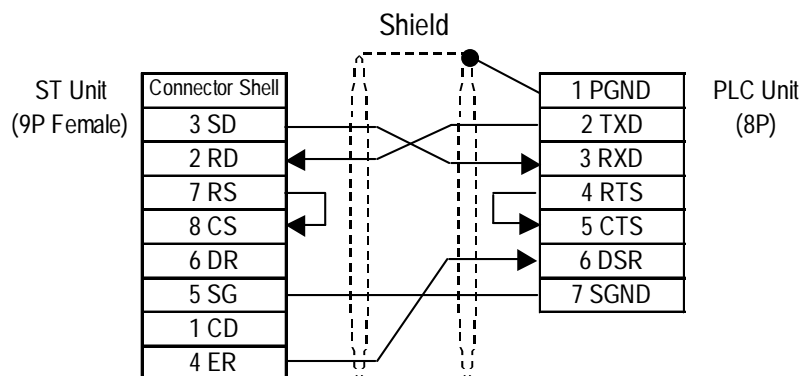 Shield
ST Unit
(9P Female)
Connector Shell
3 SD
2 RD
7 RS
8 CS
6 DR
5 SG
1 CD
4 ER
1 PGND
2 TXD
3 RXD
4 RTS
5 CTS
6 DSR
7 SGND
PLC Unit
(8P)